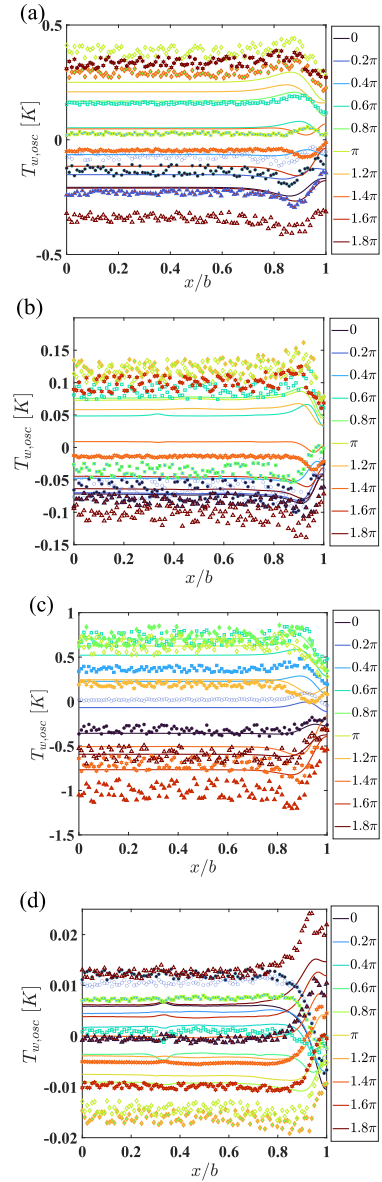 (a)
T_{w,osc} [K]
0.5
0
-0.5
0 0.2 0.4 0.6 0.8 1
x/b
0
0.2π
0.4π
0.6π
0.8π
π
1.2π
1.4π
1.6π
1.8π
(b)
T_{w,osc} [K]
0.15
0.10
0.05
0
-0.05
-0.1
-0.15
0 0.2 0.4 0.6 0.8 1
x/b
0
0.2π
0.4π
0.6π
0.8π
π
1.2π
1.4π
1.6π
1.8π
(c)
T_{w,osc} [K]
1
0.5
0
-0.5
-1
-1.5
0 0.2 0.4 0.6 0.8 1
x/b
0
0.2π
0.4π
0.6π
0.8π
π
1.2π
1.4π
1.6π
1.8π
(d)
T_{w,osc} [K]
0.02
0.01
0
-0.01
-0.02
0 0.2 0.4 0.6 0.8 1
x/b
0
0.2π
0.4π
0.6π
0.8π
π
1.2π
1.4π
1.6π
1.8π